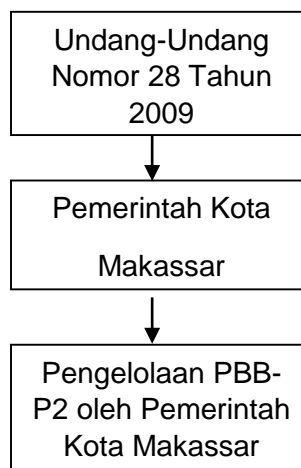 Undang-Undang
Nomor 28 Tahun
2009
Pemerintah Kota
Makassar
Pengelolaan PBB-
P2 oleh Pemerintah
Kota Makassar